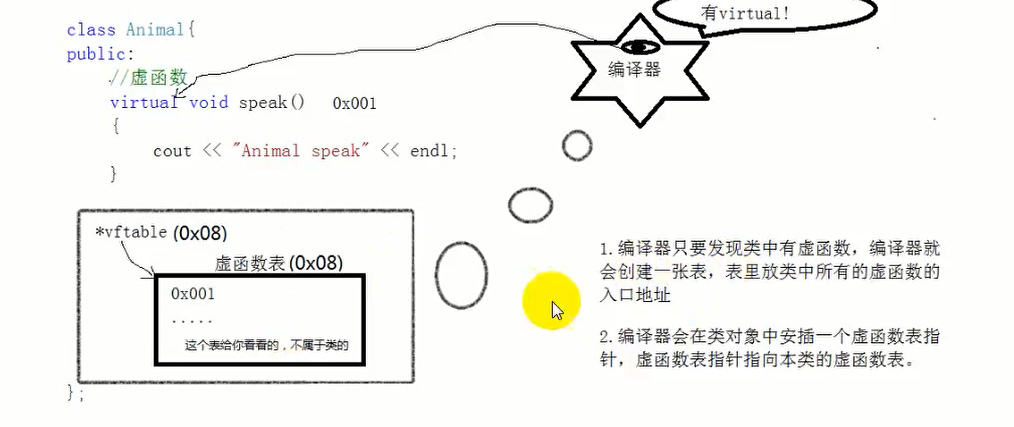 有virtual!
class Animal{
public:
//虚函数
编译器
virtual void speak() 0x001
{
cout << "Animal speak" << endl;
}
*vftable (0x08)
虚函数表(0x08)
0x001
.....
这个表给你看看的，不属于类的
};
1.编译器只要发现类中有虚函数，编译器就
会创建一张表，表里放类中所有的虚函数的
入口地址
2.编译器会在类对象中安插一个虚函数表指
针，虚函数表指针指向本类的虚函数表。